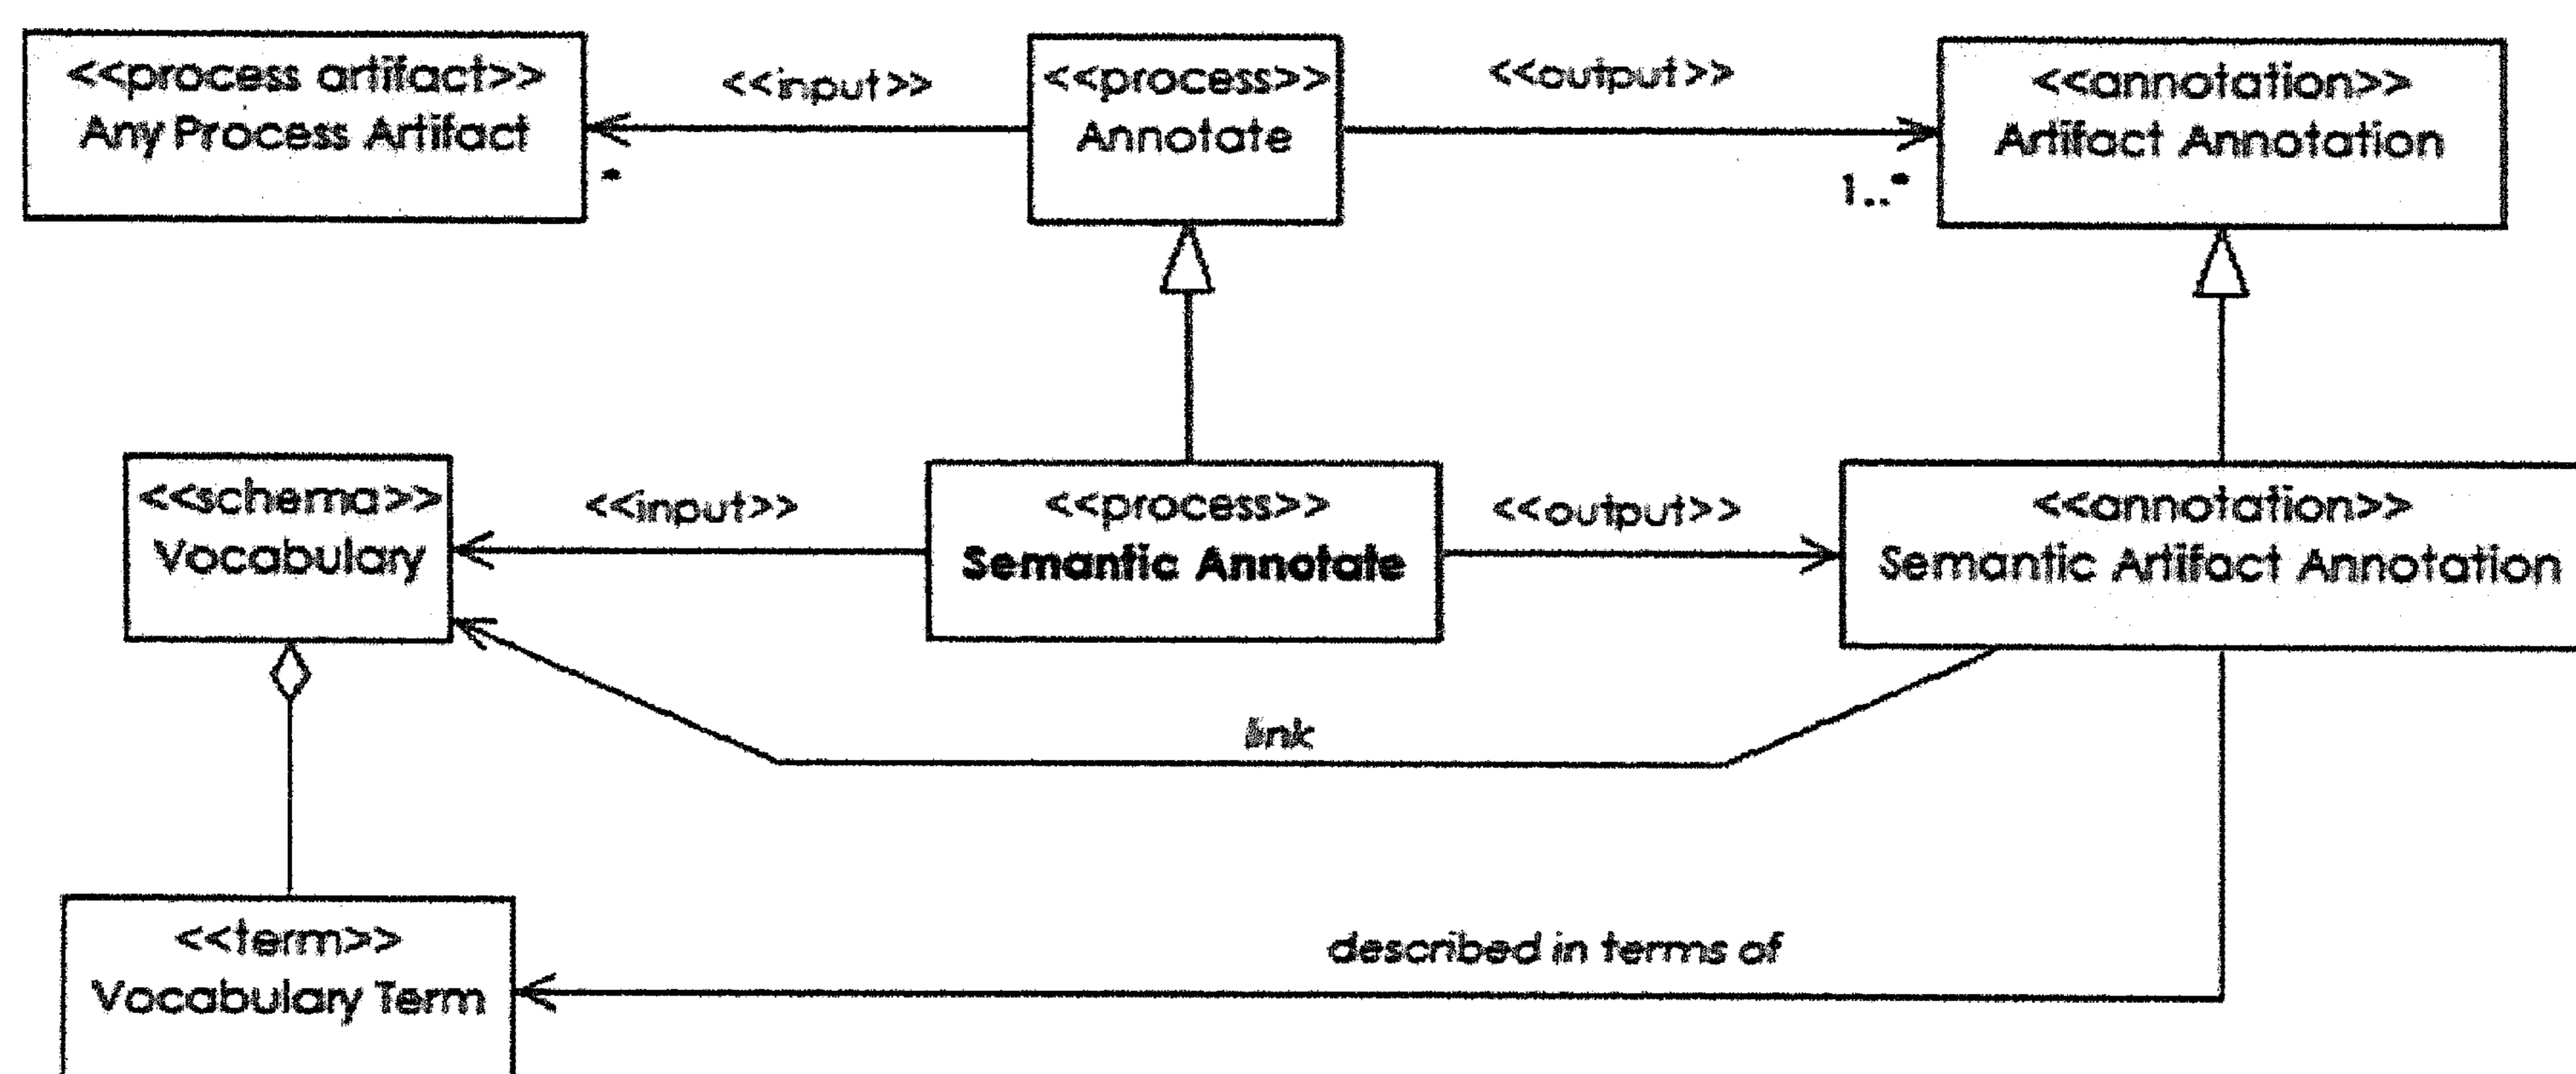 <<process artifact>>
Any Process Artifact
<<input>>
*
<<process>>
Annotate
<<output>>
1..*
<<annotation>>
Artifact Annotation
<<schema>>
Vocabulary
<<input>>
<<process>>
Semantic Annotate
<<output>>
<<annotation>>
Semantic Artifact Annotation
link
<<term>>
Vocabulary Term
described in terms of